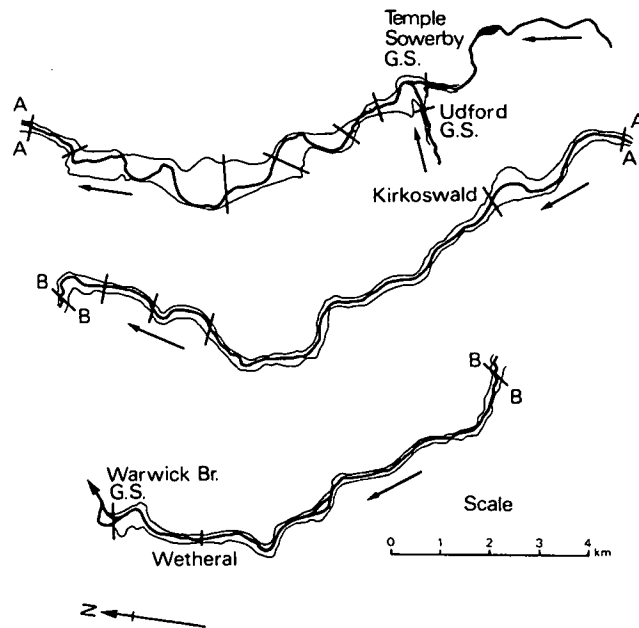 Temple
Sowerby
G.S.
A
A
Udford
G.S.
A
A
Kirkoswald
B
B
B
B
Warwick Br.
G.S.
Scale
Wetheral
0 1 2 3 4
km
N